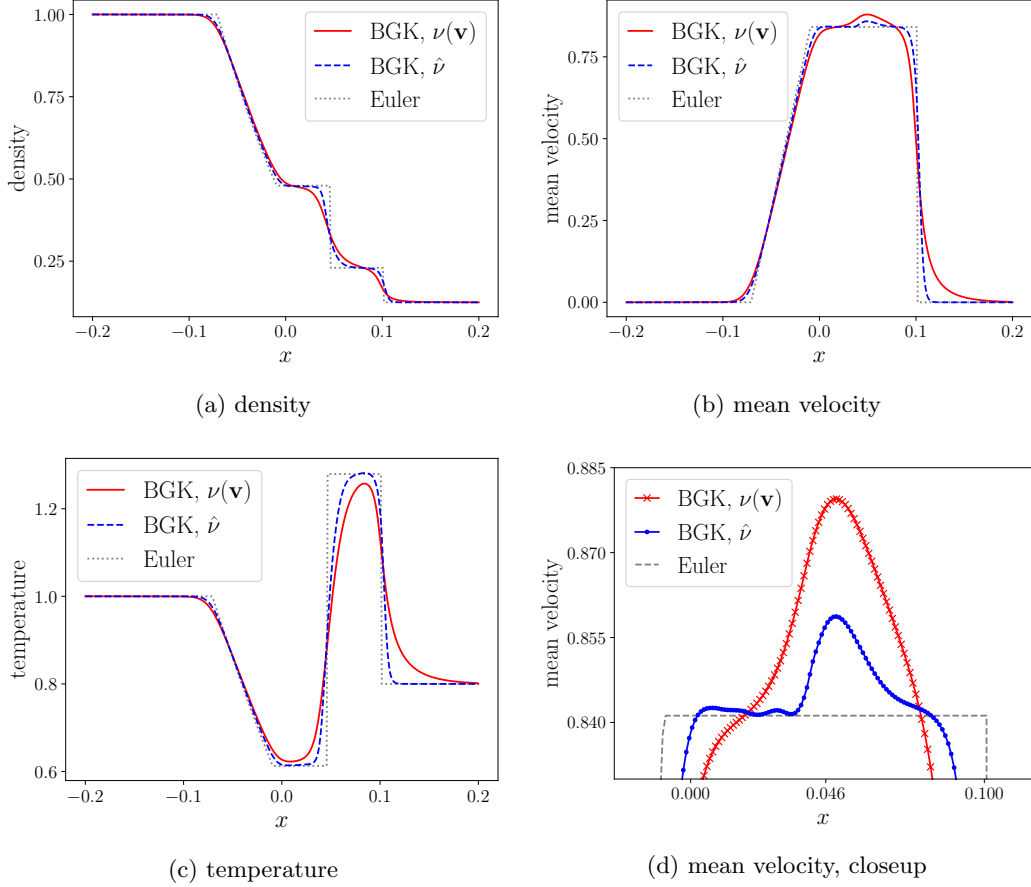 1.00
0.75
0.50
0.25
density
−0.2
−0.1
0.0
0.1
0.2
x
BGK, ν(v)
BGK, ν̂
Euler
(a) density
0.75
0.50
0.25
0.00
mean velocity
−0.2
−0.1
0.0
0.1
0.2
x
BGK, ν(v)
BGK, ν̂
Euler
(b) mean velocity
1.2
1.0
0.8
0.6
temperature
−0.2
−0.1
0.0
0.1
0.2
x
BGK, ν(v)
BGK, ν̂
Euler
(c) temperature
0.885
0.870
0.855
0.840
mean velocity
0.000
0.046
0.100
x
BGK, ν(v)
BGK, ν̂
Euler
(d) mean velocity, closeup